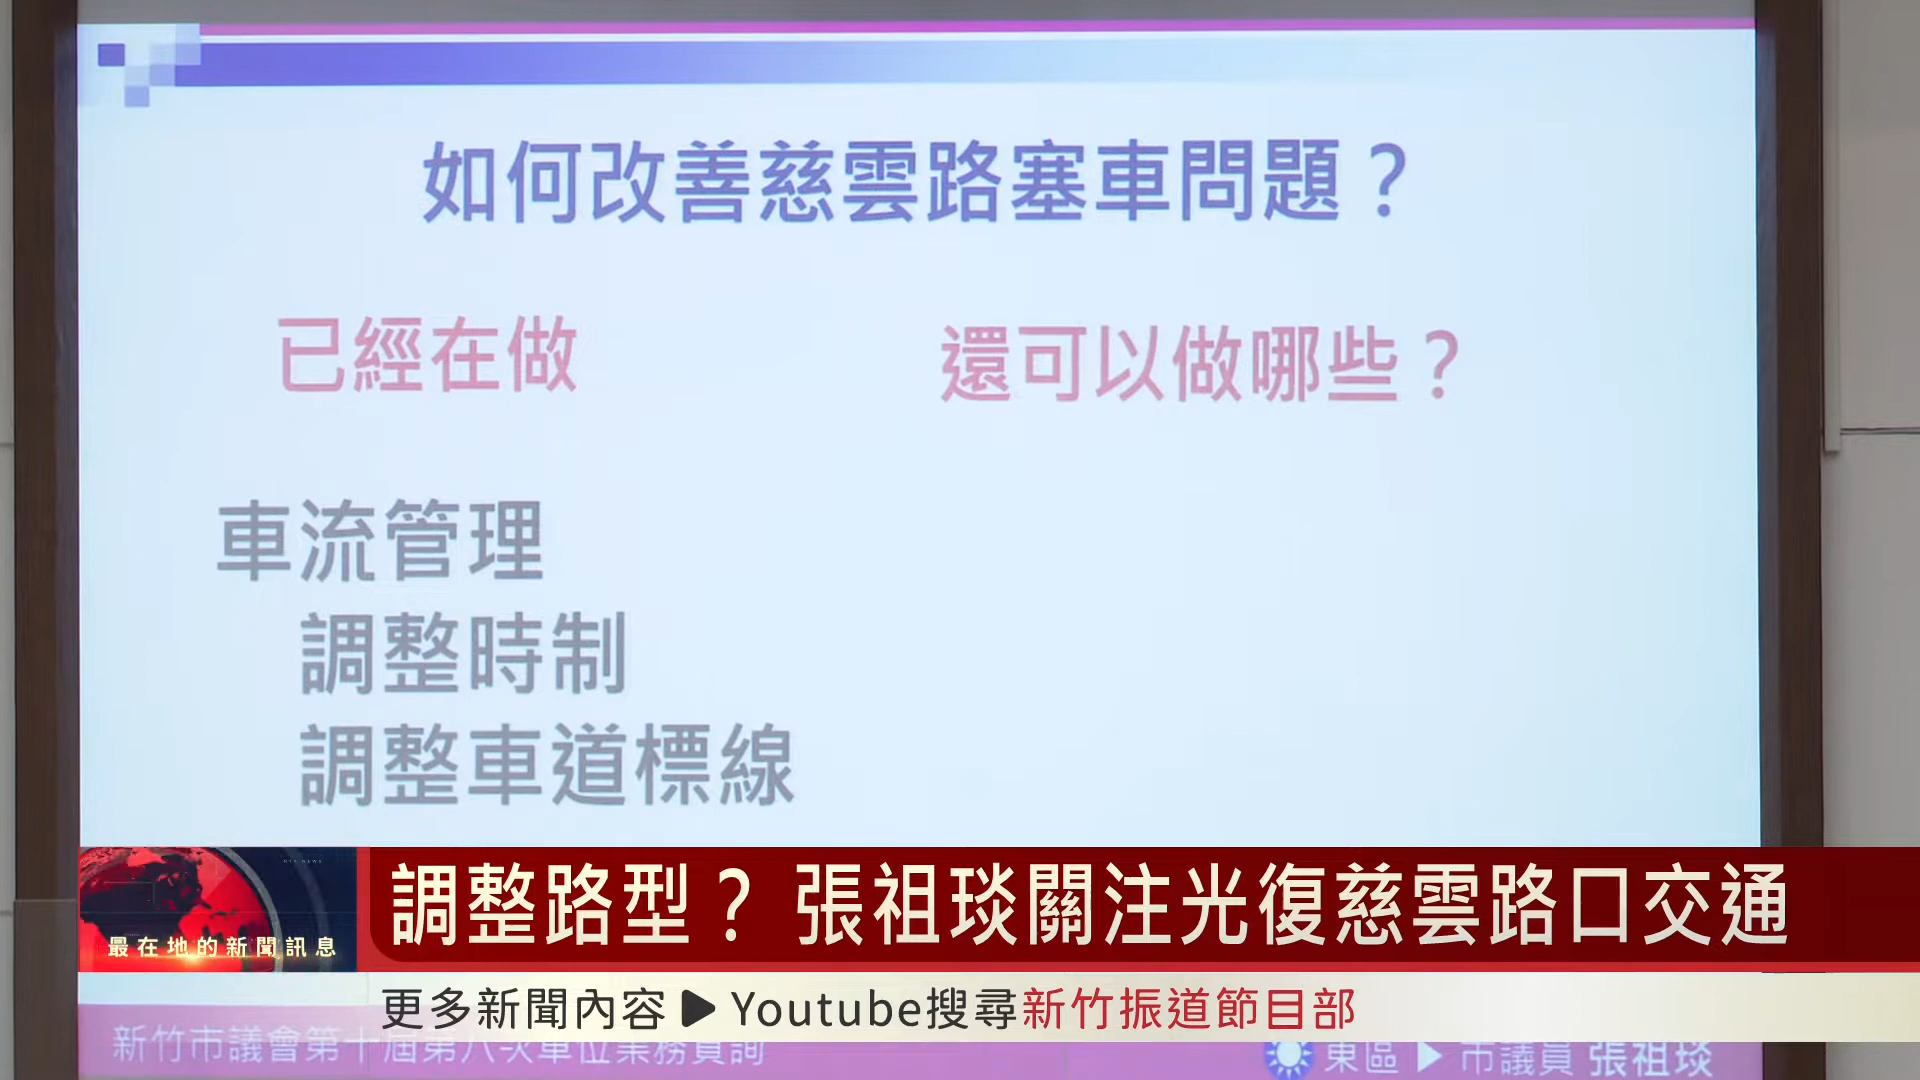 如何改善慈雲路塞車問題？
已經在做
還可以做哪些？
車流管理
調整時制
調整車道標線
最在地的新聞訊息
調整路型？ 張祖琰關注光復慈雲路口交通
更多新聞內容▶Youtube搜尋新竹振道節目部
新竹市議會第十屆第八次單位業務質詢
東區▶市議員 張祖琰